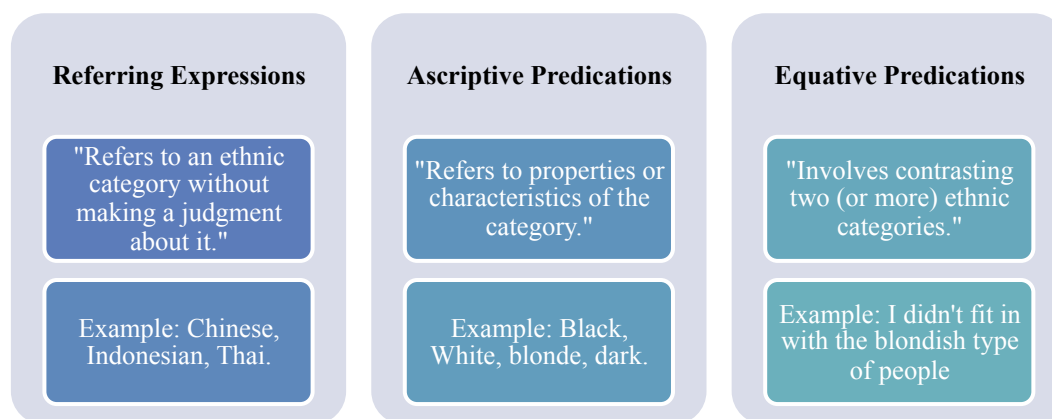 Referring Expressions
"Refers to an ethnic
category without
making a judgment
about it."
Example: Chinese,
Indonesian, Thai.
Ascriptive Predications
"Refers to properties or
characteristics of the
category."
Example: Black,
White, blonde, dark.
Equative Predications
"Involves contrasting
two (or more) ethnic
categories."
Example: I didn't fit in
with the blondish type
of people